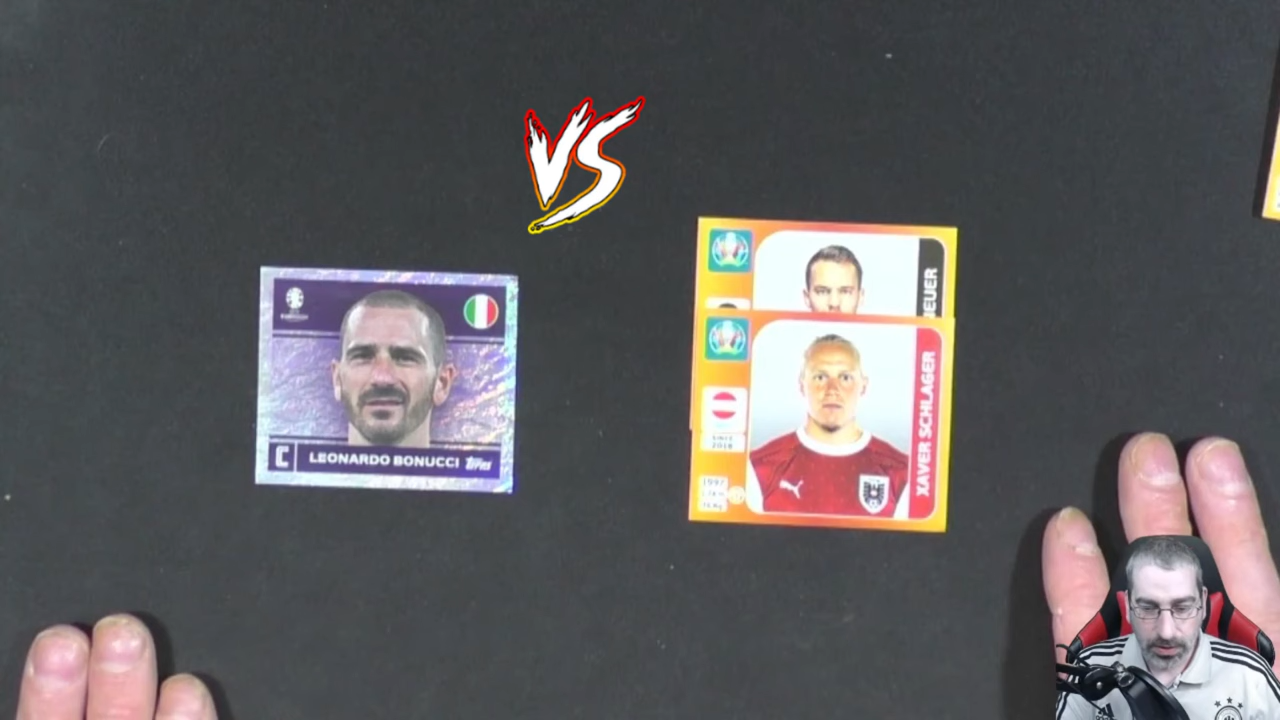 VS
EUER
C LEONARDO BONUCCI Topps
XAVER SCHLAGER
SINCE
2018
1997